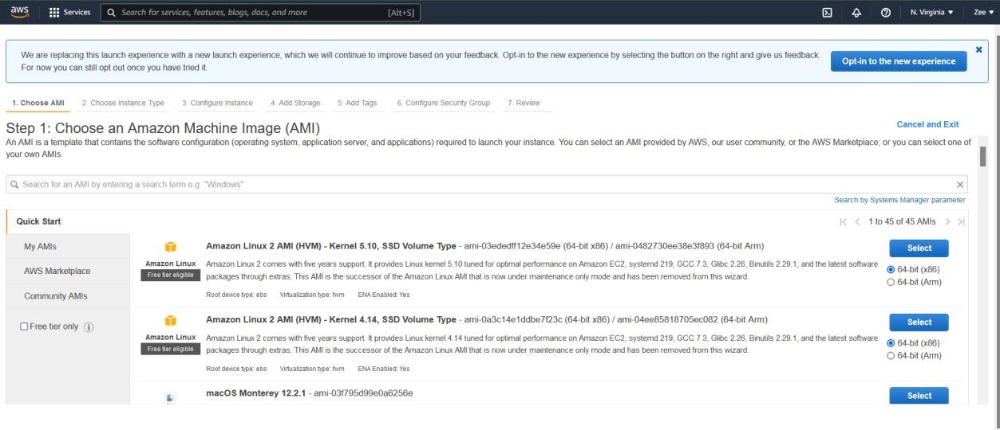 aws
Services
Search for services, features, blogs, docs, and more
[Alt+S]
N. Virginia ▼
Zee ▼
We are replacing this launch experience with a new launch experience, which we will continue to improve based on your feedback. Opt-in to the new experience by selecting the button on the right and give us feedback.
For now you can still opt out once you have tried it.
Opt-in to the new experience
1. Choose AMI
2. Choose Instance Type
3. Configure Instance
4. Add Storage
5. Add Tags
6. Configure Security Group
7. Review
Step 1: Choose an Amazon Machine Image (AMI)
Cancel and Exit
An AMI is a template that contains the software configuration (operating system, application server, and applications) required to launch your instance. You can select an AMI provided by AWS, our user community, or the AWS Marketplace; or you can select one of
your own AMIs.
Search for an AMI by entering a search term e.g. "Windows"
Search by Systems Manager parameter
Quick Start
1 to 45 of 45 AMIs
My AMIs
AWS Marketplace
Community AMIs
Free tier only
Amazon Linux
Free tier eligible
Amazon Linux 2 AMI (HVM) - Kernel 5.10, SSD Volume Type - ami-03ededff12e34e59e (64-bit x86) / ami-0482730ee38e3f893 (64-bit Arm)
Amazon Linux 2 comes with five years support. It provides Linux kernel 5.10 tuned for optimal performance on Amazon EC2, systemd 219, GCC 7.3, Glibc 2.26, Binutils 2.29.1, and the latest software
packages through extras. This AMI is the successor of the Amazon Linux AMI that is now under maintenance only mode and has been removed from this wizard.
Root device type: ebs Virtualization type: hvm ENA Enabled: Yes
Select
64-bit (x86)
64-bit (Arm)
Amazon Linux
Free tier eligible
Amazon Linux 2 AMI (HVM) - Kernel 4.14, SSD Volume Type - ami-0a3c14e1ddbe7f23c (64-bit x86) / ami-04ee85818705ec082 (64-bit Arm)
Amazon Linux 2 comes with five years support. It provides Linux kernel 4.14 tuned for optimal performance on Amazon EC2, systemd 219, GCC 7.3, Glibc 2.26, Binutils 2.29.1, and the latest software
packages through extras. This AMI is the successor of the Amazon Linux AMI that is now under maintenance only mode and has been removed from this wizard.
Root device type: ebs Virtualization type: hvm ENA Enabled: Yes
Select
64-bit (x86)
64-bit (Arm)
macOS Monterey 12.2.1 - ami-03f795d99e0a6256e
Select